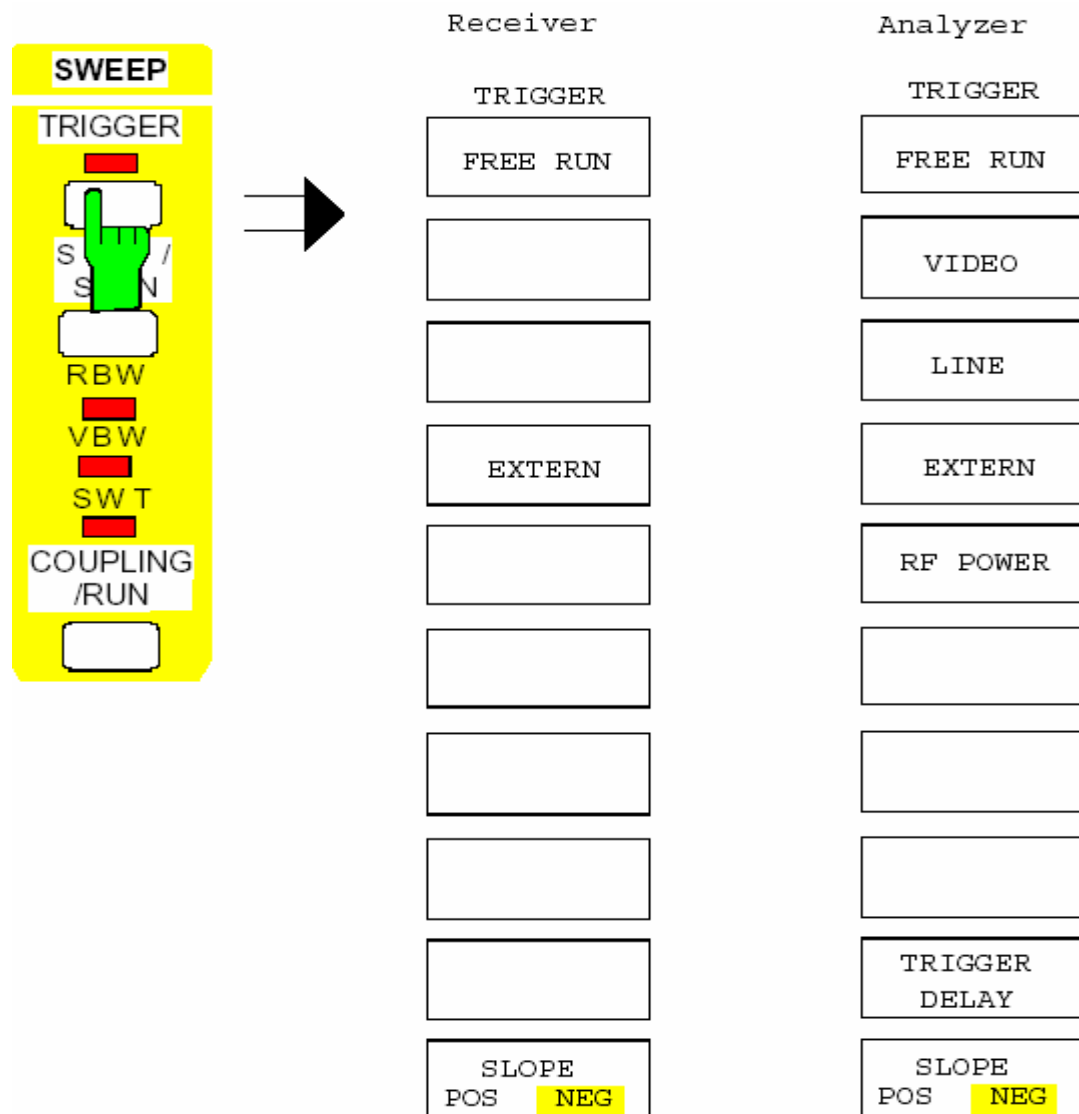 SWEEP
TRIGGER
S /
S N
RBW
VBW
SWT
COUPLING
/RUN
Receiver
TRIGGER
FREE RUN
EXTERN
SLOPE
POS NEG
Analyzer
TRIGGER
FREE RUN
VIDEO
LINE
EXTERN
RF POWER
TRIGGER
DELAY
SLOPE
POS NEG